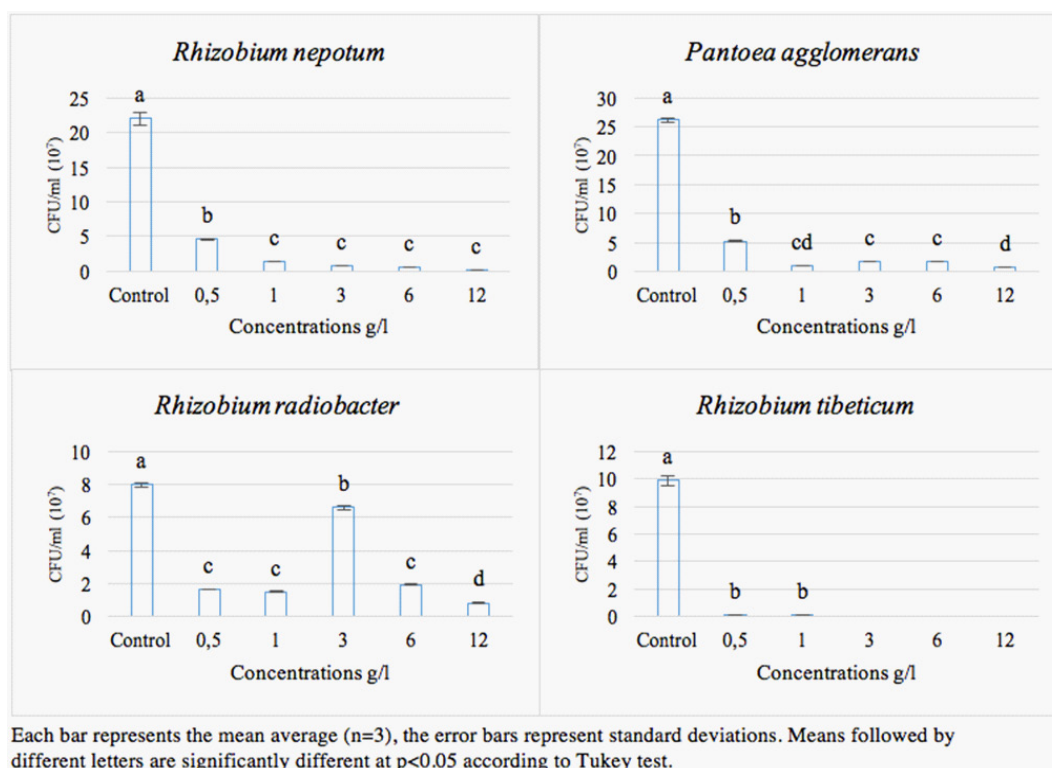 Rhizobium nepotum
a
b
c
c
c
c
25
20
15
10
5
0
CFU/ml (10⁷)
Control 0,5 1 3 6 12
Concentrations g/l
Pantoea agglomerans
a
b
cd
c
c
d
30
25
20
15
10
5
0
CFU/ml (10⁷)
Control 0,5 1 3 6 12
Concentrations g/l
Rhizobium radiobacter
a
c
c
b
c
d
10
8
6
4
2
0
CFU/ml (10⁷)
Control 0,5 1 3 6 12
Concentrations g/l
Rhizobium tibeticum
a
b
b
12
10
8
6
4
2
0
CFU/ml (10⁷)
Control 0,5 1 3 6 12
Concentrations g/l
Each bar represents the mean average (n=3), the error bars represent standard deviations. Means followed by
different letters are significantly different at p<0.05 according to Tukey test.